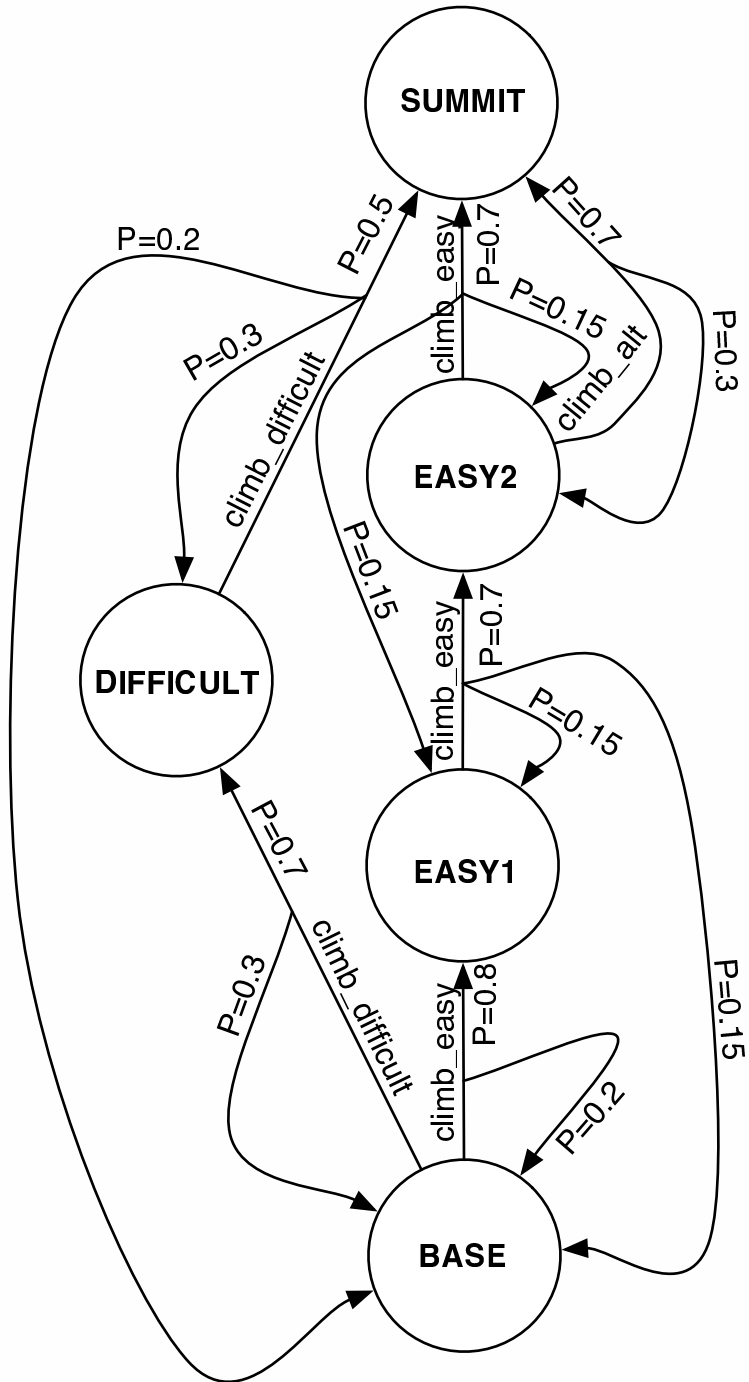 SUMMIT
P=0.2
P=0.5
climb_easy
P=0.7
P=0.7
P=0.15
P=0.3
P=0.3
climb_difficult
climb_alt
EASY2
P=0.15
climb_easy
P=0.7
DIFFICULT
P=0.15
P=0.7
EASY1
climb_difficult
P=0.3
climb_easy
P=0.8
P=0.15
P=0.2
BASE